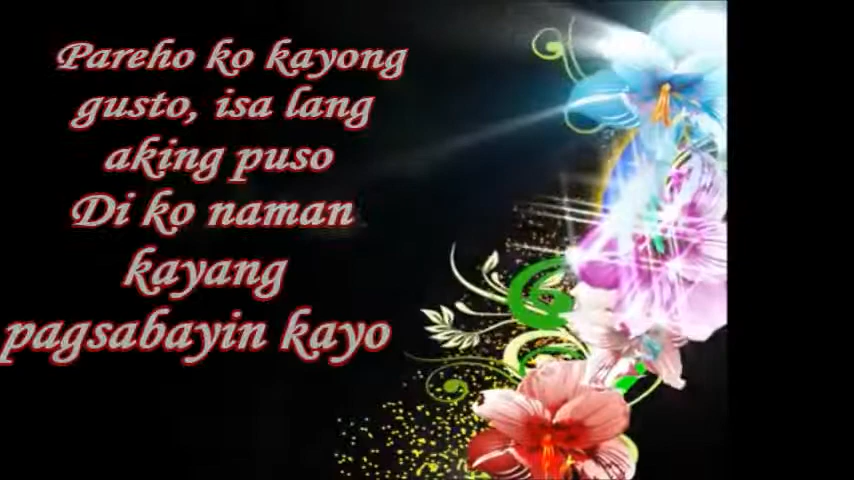 Pareho ko kayong
gusto, isa lang
aking puso
Di ko naman
kayang
pagsabayin kayo